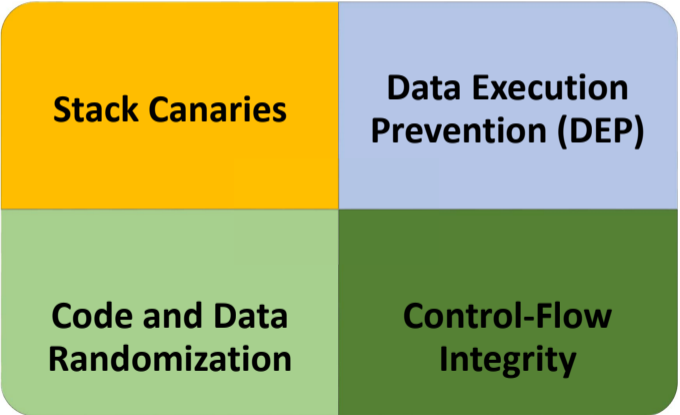 Stack Canaries
Data Execution
Prevention (DEP)
Code and Data
Randomization
Control-Flow
Integrity